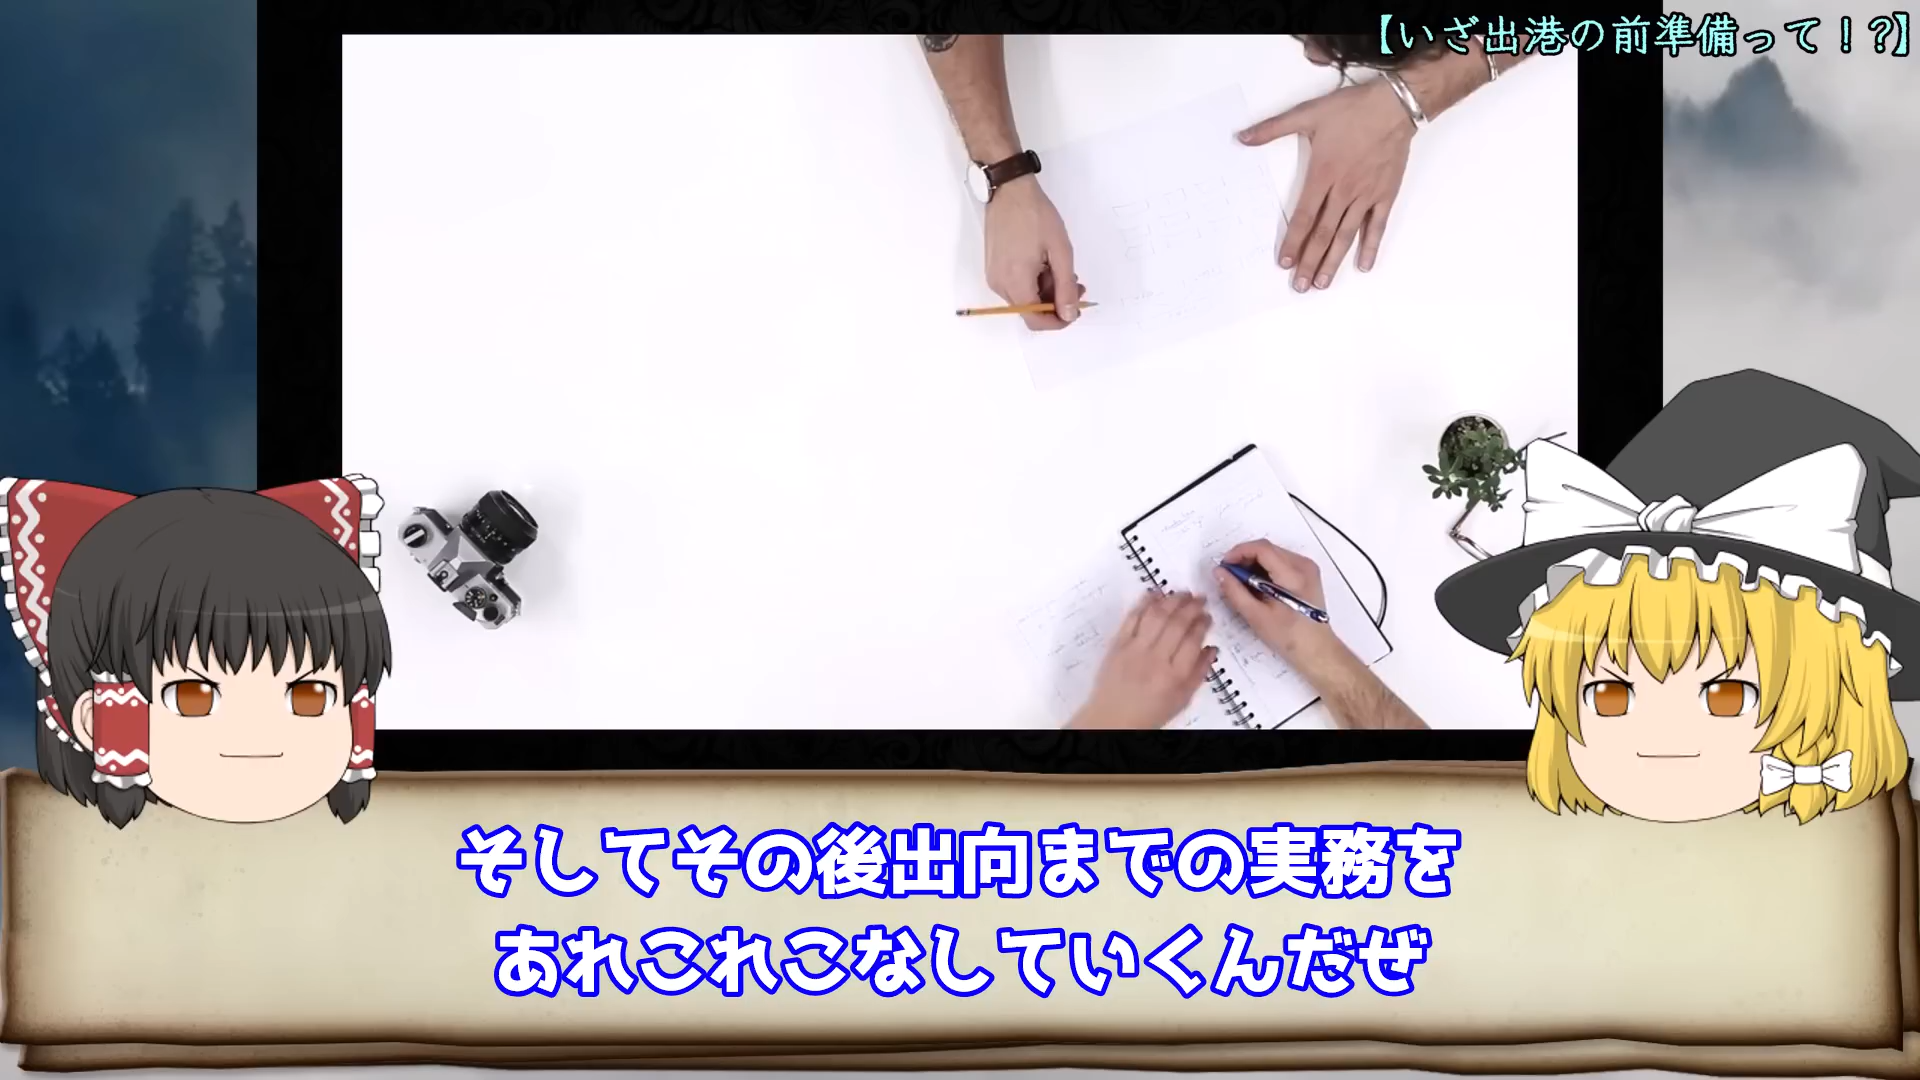 【いざ出港の前準備って！?】
そしてその後出向までの実務を
あれこれこなしていくんだぜ